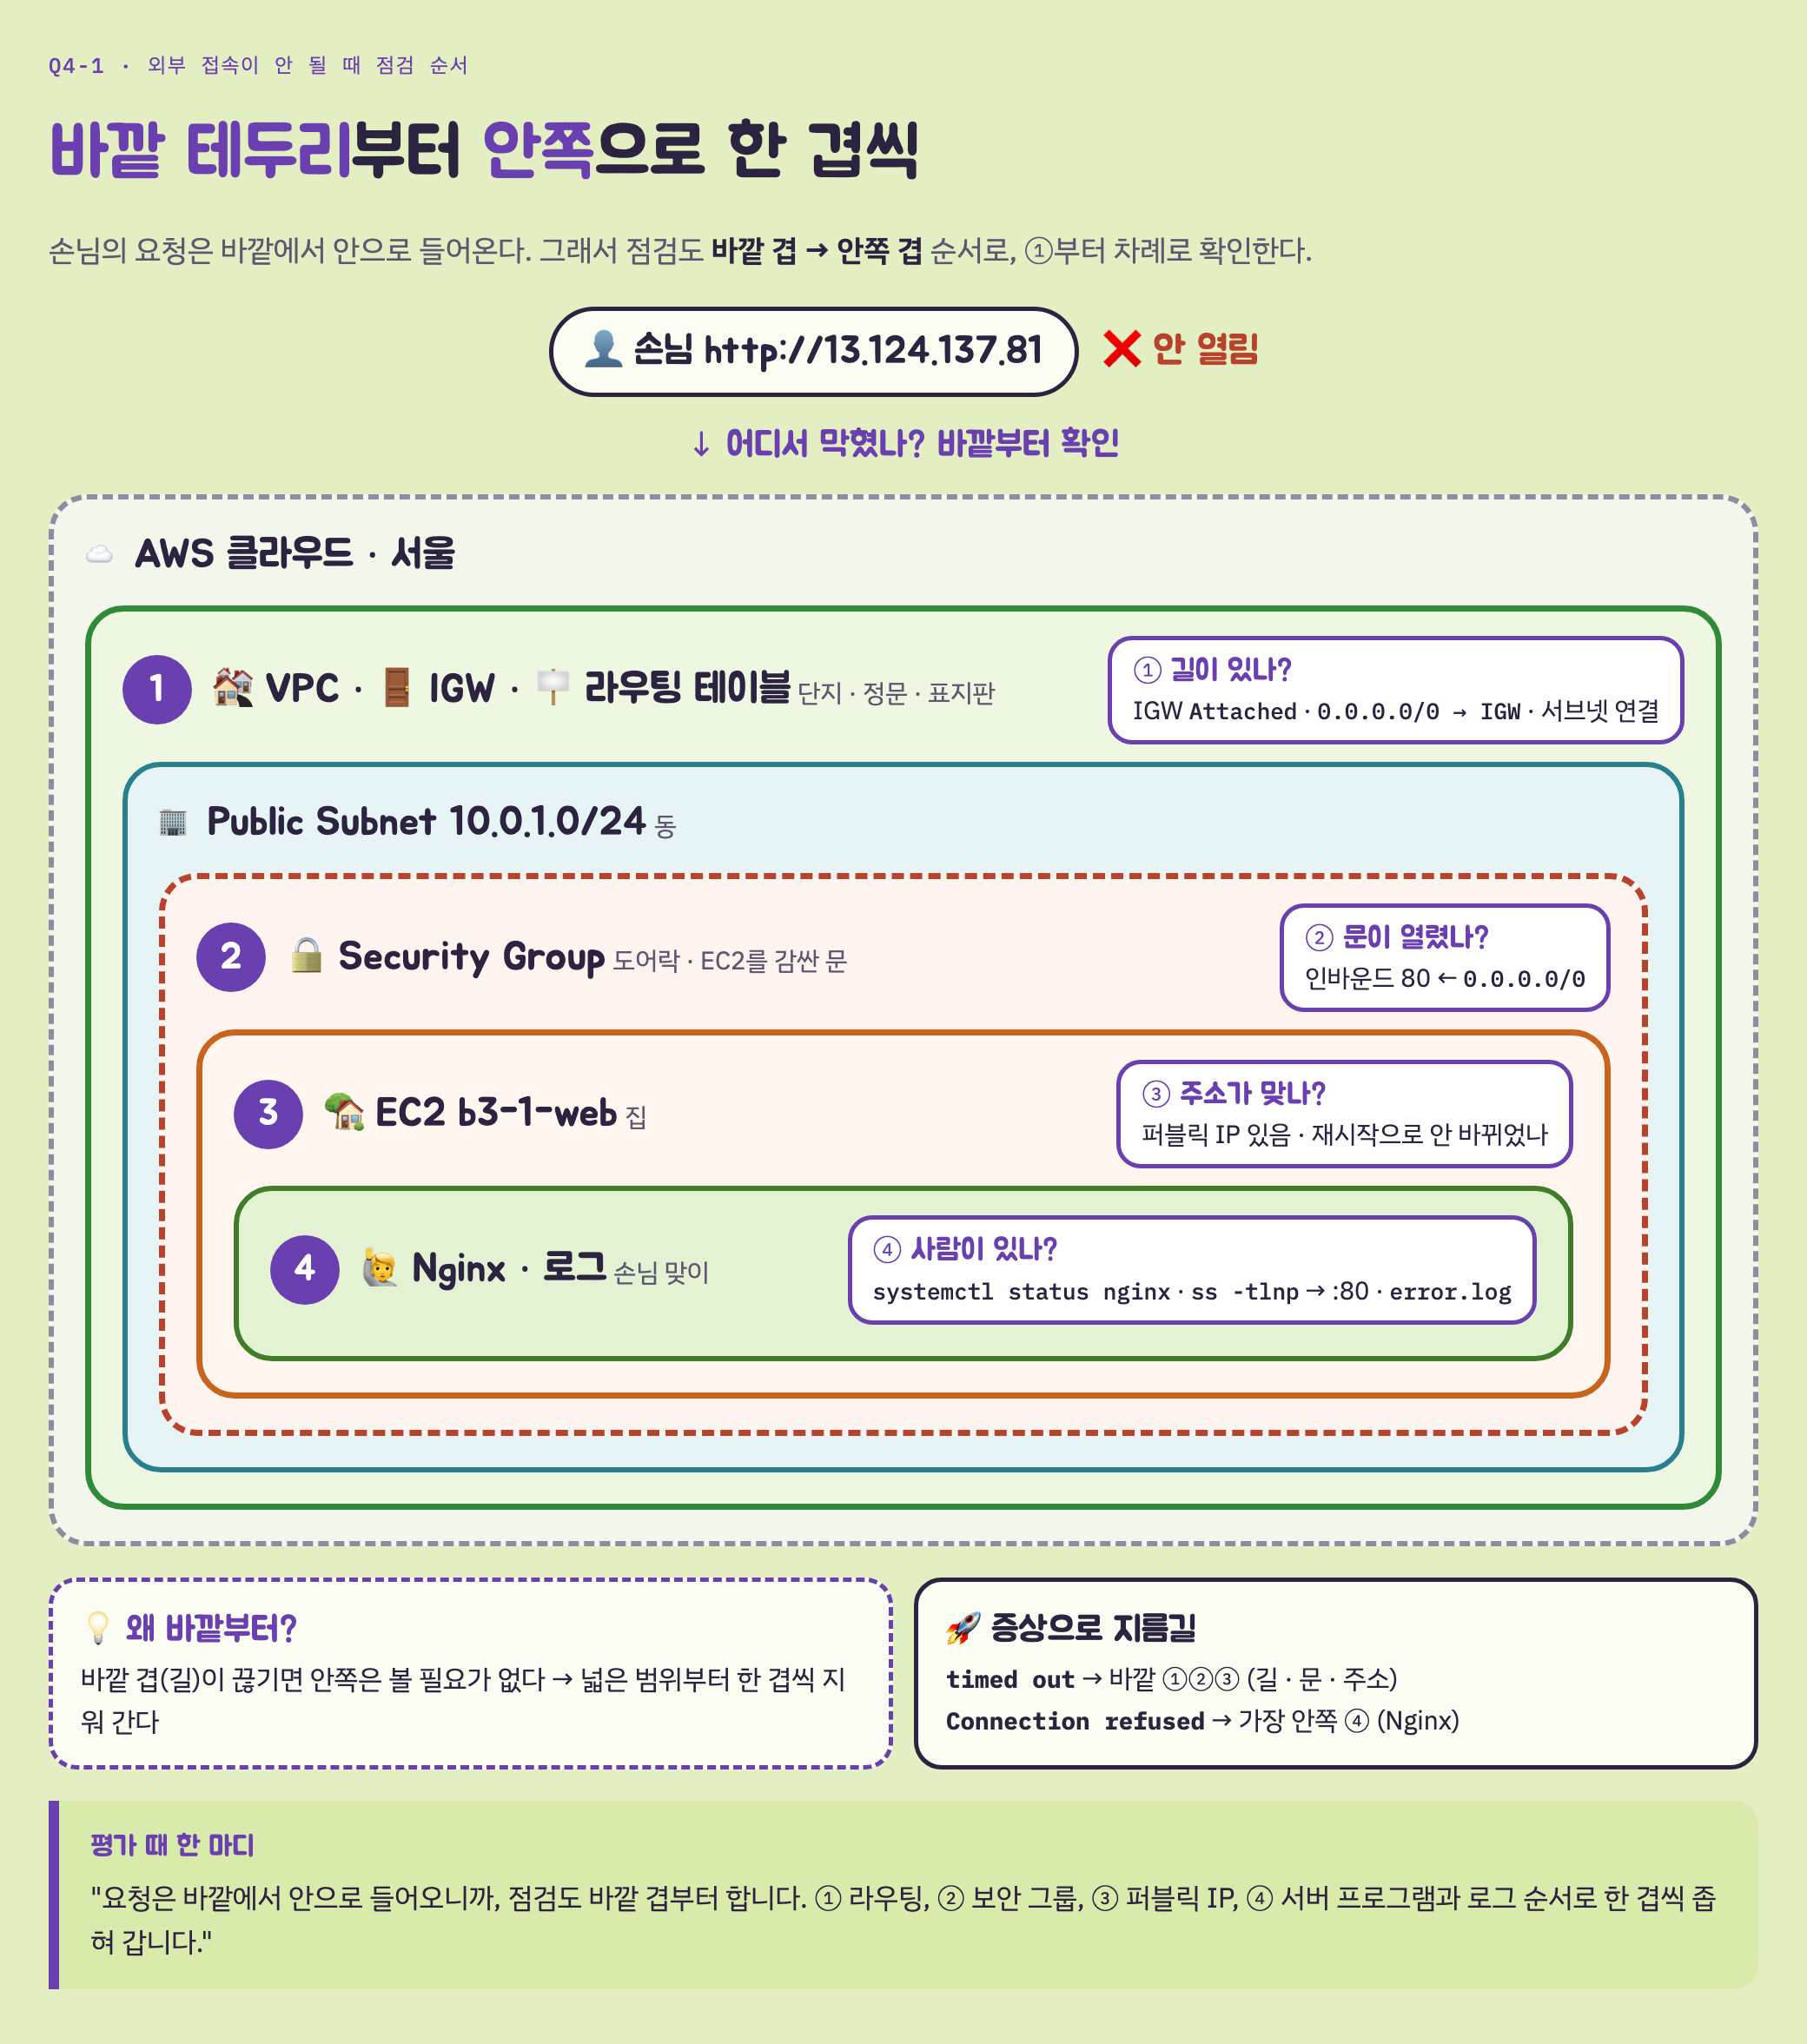 Q4-1 · 외부 접속이 안 될 때 점검 순서
바깥 테두리부터 안쪽으로 한 겹씩
손님의 요청은 바깥에서 안으로 들어온다. 그래서 점검도 바깥 겹 → 안쪽 겹 순서로, ①부터 차례로 확인한다.
손님 http://13.124.137.81 ❌ 안 열림
↓ 어디서 막혔나? 바깥부터 확인
AWS 클라우드 · 서울
1 VPC · IGW · 라우팅 테이블 단지 · 정문 · 표지판
① 길이 있나?
IGW Attached · 0.0.0.0/0 → IGW · 서브넷 연결
Public Subnet 10.0.1.0/24 동
2 Security Group 도어락 · EC2를 감싼 문
② 문이 열렸나?
인바운드 80 ← 0.0.0.0/0
3 EC2 b3-1-web 집
③ 주소가 맞나?
퍼블릭 IP 있음 · 재시작으로 안 바뀌었나
4 Nginx · 로그 손님 맞이
④ 사람이 있나?
systemctl status nginx · ss -tlnp → :80 · error.log
왜 바깥부터?
바깥 겹(길)이 끊기면 안쪽은 볼 필요가 없다 → 넓은 범위부터 한 겹씩 지
워 간다
증상으로 지름길
timed out → 바깥 ①②③ (길 · 문 · 주소)
Connection refused → 가장 안쪽 ④ (Nginx)
평가 때 한 마디
"요청은 바깥에서 안으로 들어오니까, 점검도 바깥 겹부터 합니다. ① 라우팅, ② 보안 그룹, ③ 퍼블릭 IP, ④ 서버 프로그램과 로그 순서로 한 겹씩 좁
혀 갑니다."